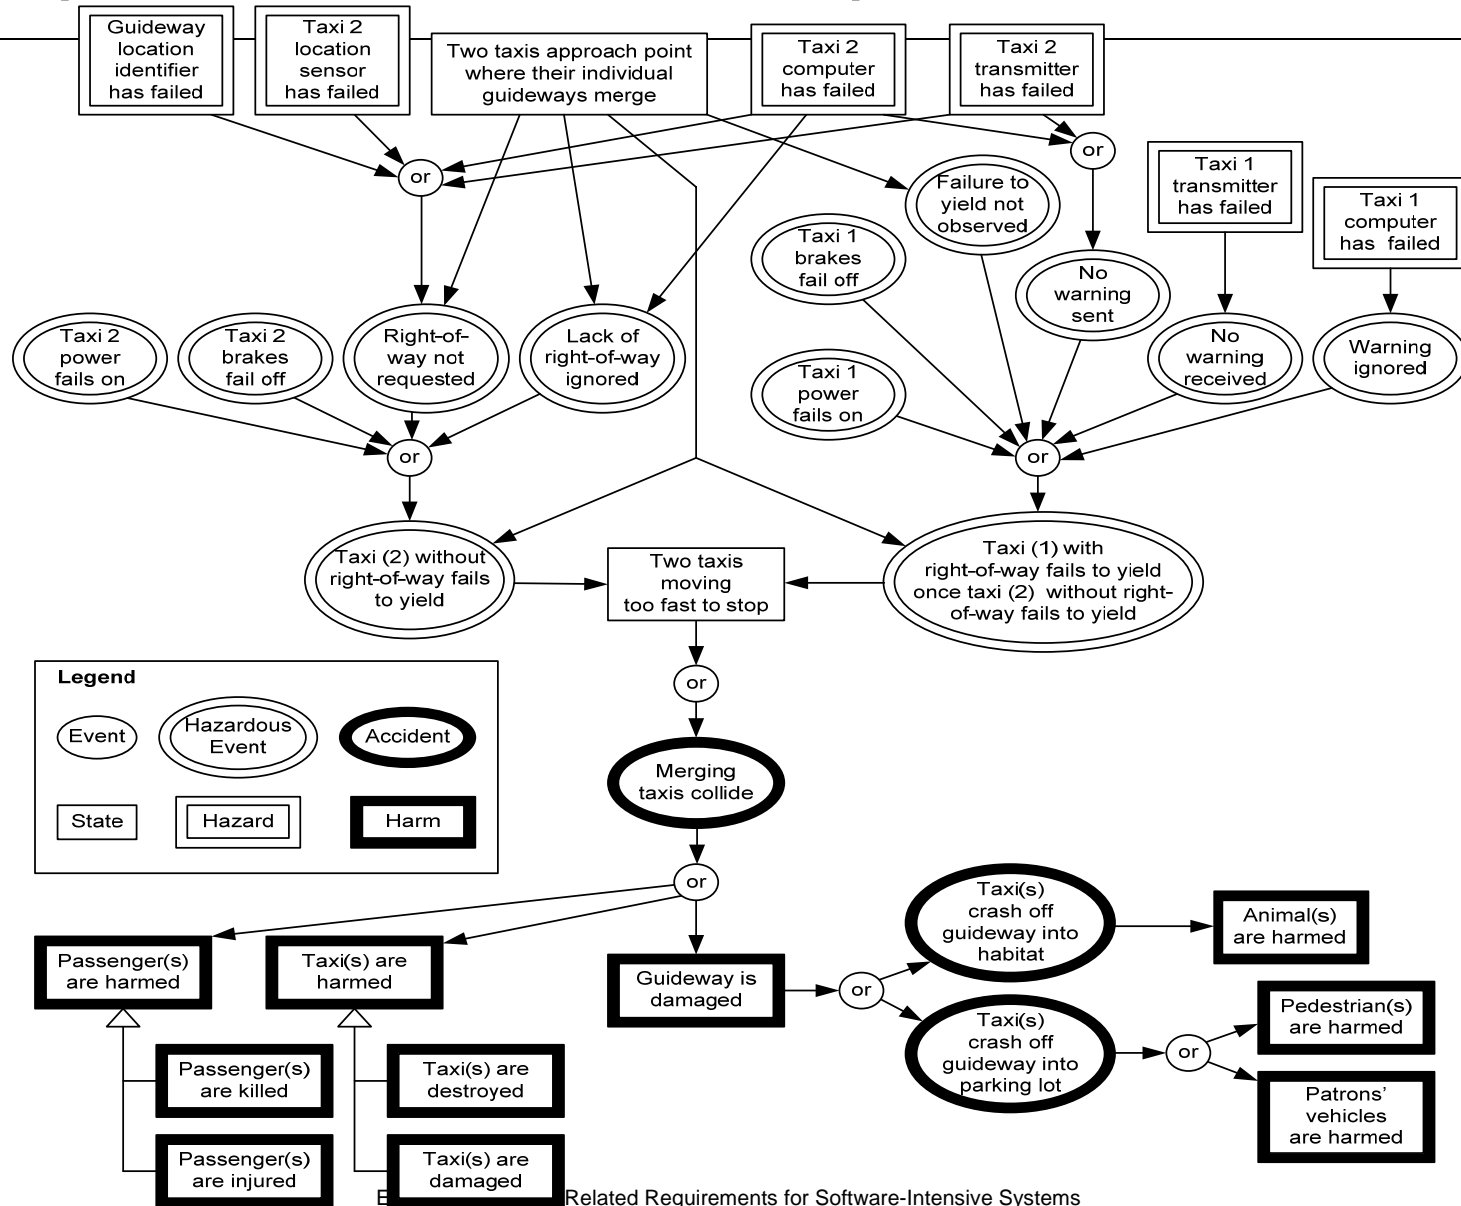 Guideway
location
identifier
has failed
Taxi 2
location
sensor
has failed
Two taxis approach point
where their individual
guideways merge
Taxi 2
computer
has failed
Taxi 2
transmitter
has failed
or
or
Failure to
yield not
observed
Taxi 1
transmitter
has failed
Taxi 1
computer
has failed
Taxi 1
brakes
fail off
No
warning
sent
Taxi 2
power
fails on
Taxi 2
brakes
fail off
Right-of-
way not
requested
Lack of
right-of-way
ignored
Taxi 1
power
fails on
No
warning
received
Warning
ignored
or
or
Taxi (2) without
right-of-way fails
to yield
Two taxis
moving
too fast to stop
Taxi (1) with
right-of-way fails to yield
once taxi (2) without right-
of-way fails to yield
or
Legend
Event
Hazardous
Event
Accident
State
Hazard
Harm
Merging
taxis collide
or
Passenger(s)
are harmed
Taxi(s) are
harmed
Guideway is
damaged
or
Taxi(s)
crash off
guideway into
habitat
Animal(s)
are harmed
Taxi(s)
crash off
guideway into
parking lot
or
Pedestrian(s)
are harmed
Patrons'
vehicles
are harmed
Passenger(s)
are killed
Taxi(s) are
destroyed
Passenger(s)
are injured
Taxi(s) are
damaged
Related Requirements for Software-Intensive Systems